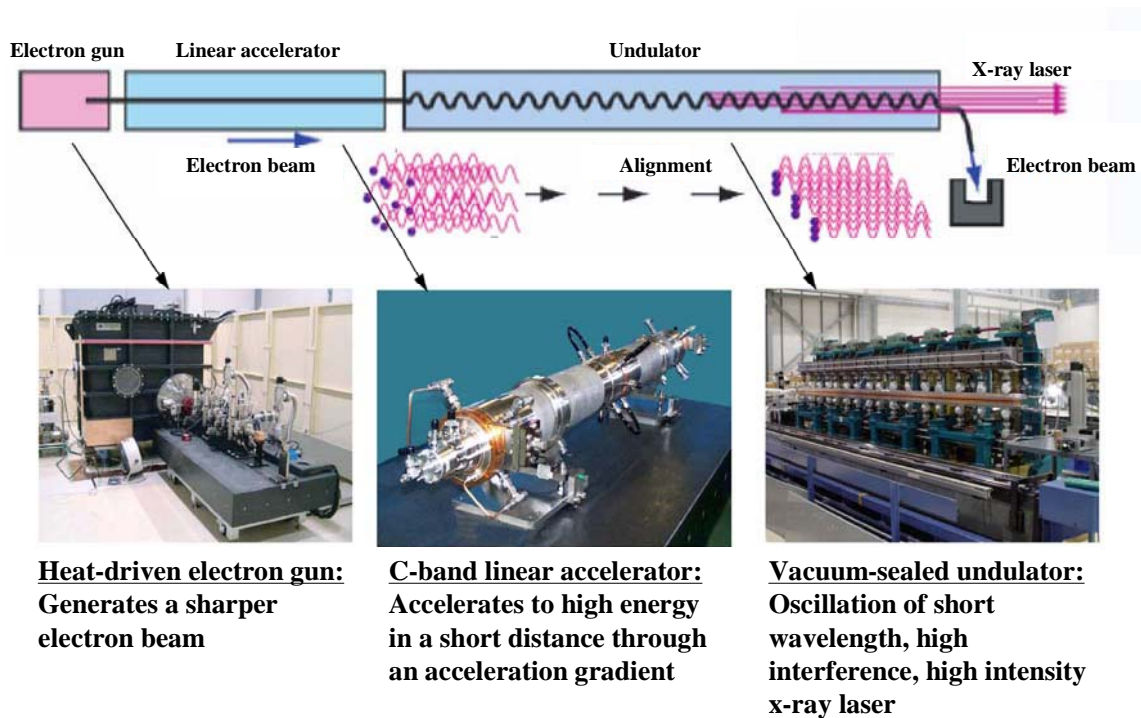 Electron gun
Linear accelerator
Undulator
X-ray laser
Electron beam
Alignment
Electron beam
Heat-driven electron gun:
Generates a sharper
electron beam
C-band linear accelerator:
Accelerates to high energy
in a short distance through
an acceleration gradient
Vacuum-sealed undulator:
Oscillation of short
wavelength, high
interference, high intensity
x-ray laser